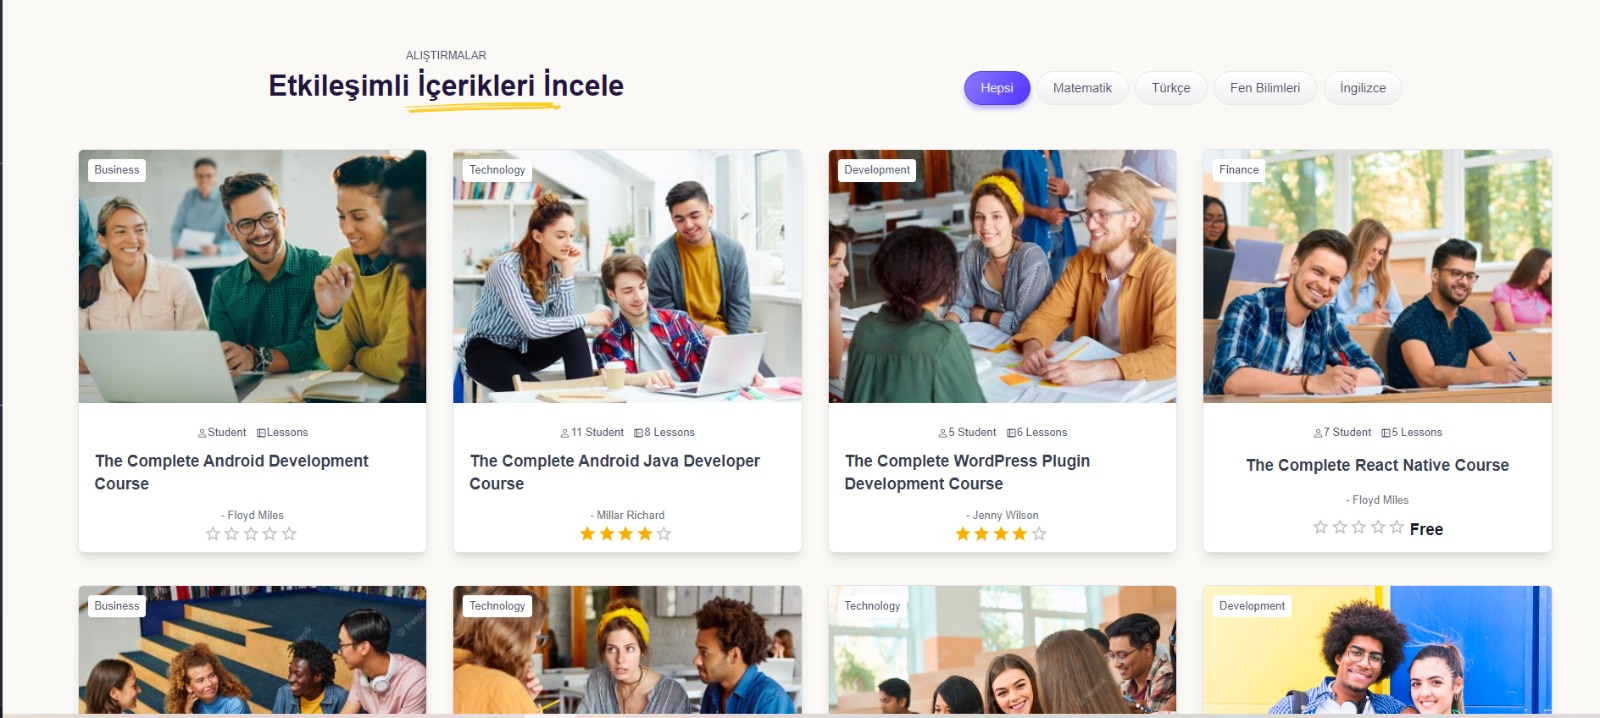 ALIŞTIRMALAR
Etkileşimli İçerikleri İncele
Hepsi
Matematik
Türkçe
Fen Bilimleri
İngilizce
Business
Technology
Development
Finance
Student Lessons
The Complete Android Development
Course
- Floyd Miles
11 Student 8 Lessons
The Complete Android Java Developer
Course
- Millar Richard
5 Student 6 Lessons
The Complete WordPress Plugin
Development Course
- Jenny Wilson
7 Student 5 Lessons
The Complete React Native Course
- Floyd Miles
Free
Business
Technology
Technology
Development